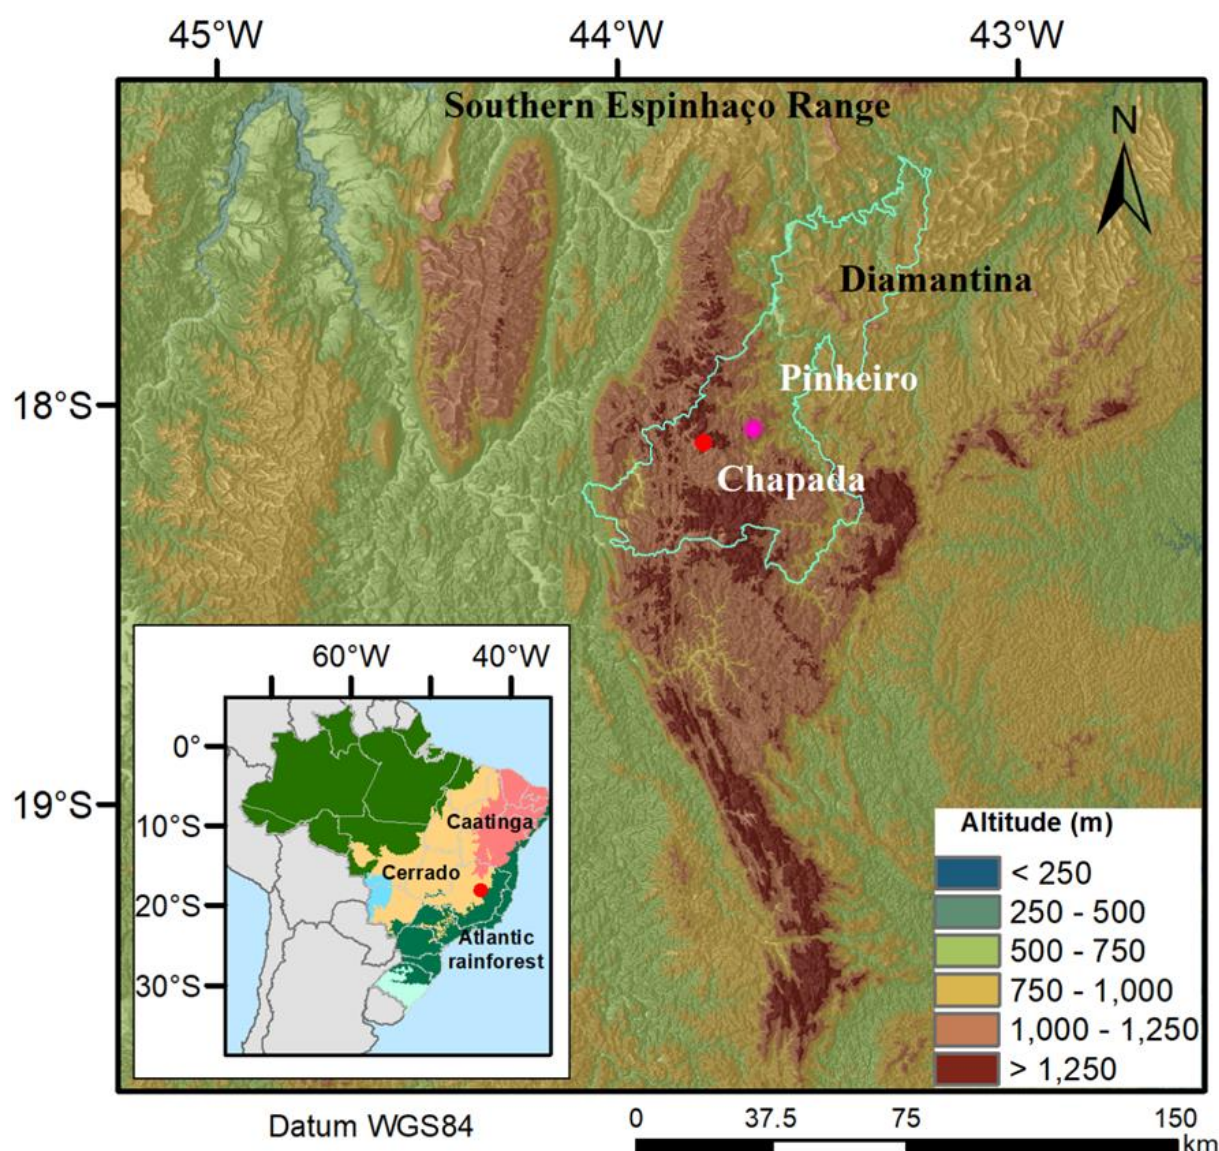 45°W
44°W
43°W
Southern Espinhaço Range
N
Diamantina
Pinheiro
18°S
Chapada
60°W
40°W
0°
Caatinga
10°S
Cerrado
20°S
Atlantic
rainforest
30°S
19°S
Altitude (m)
< 250
250 - 500
500 - 750
750 - 1,000
1,000 - 1,250
> 1,250
Datum WGS84
0
37.5
75
150
km